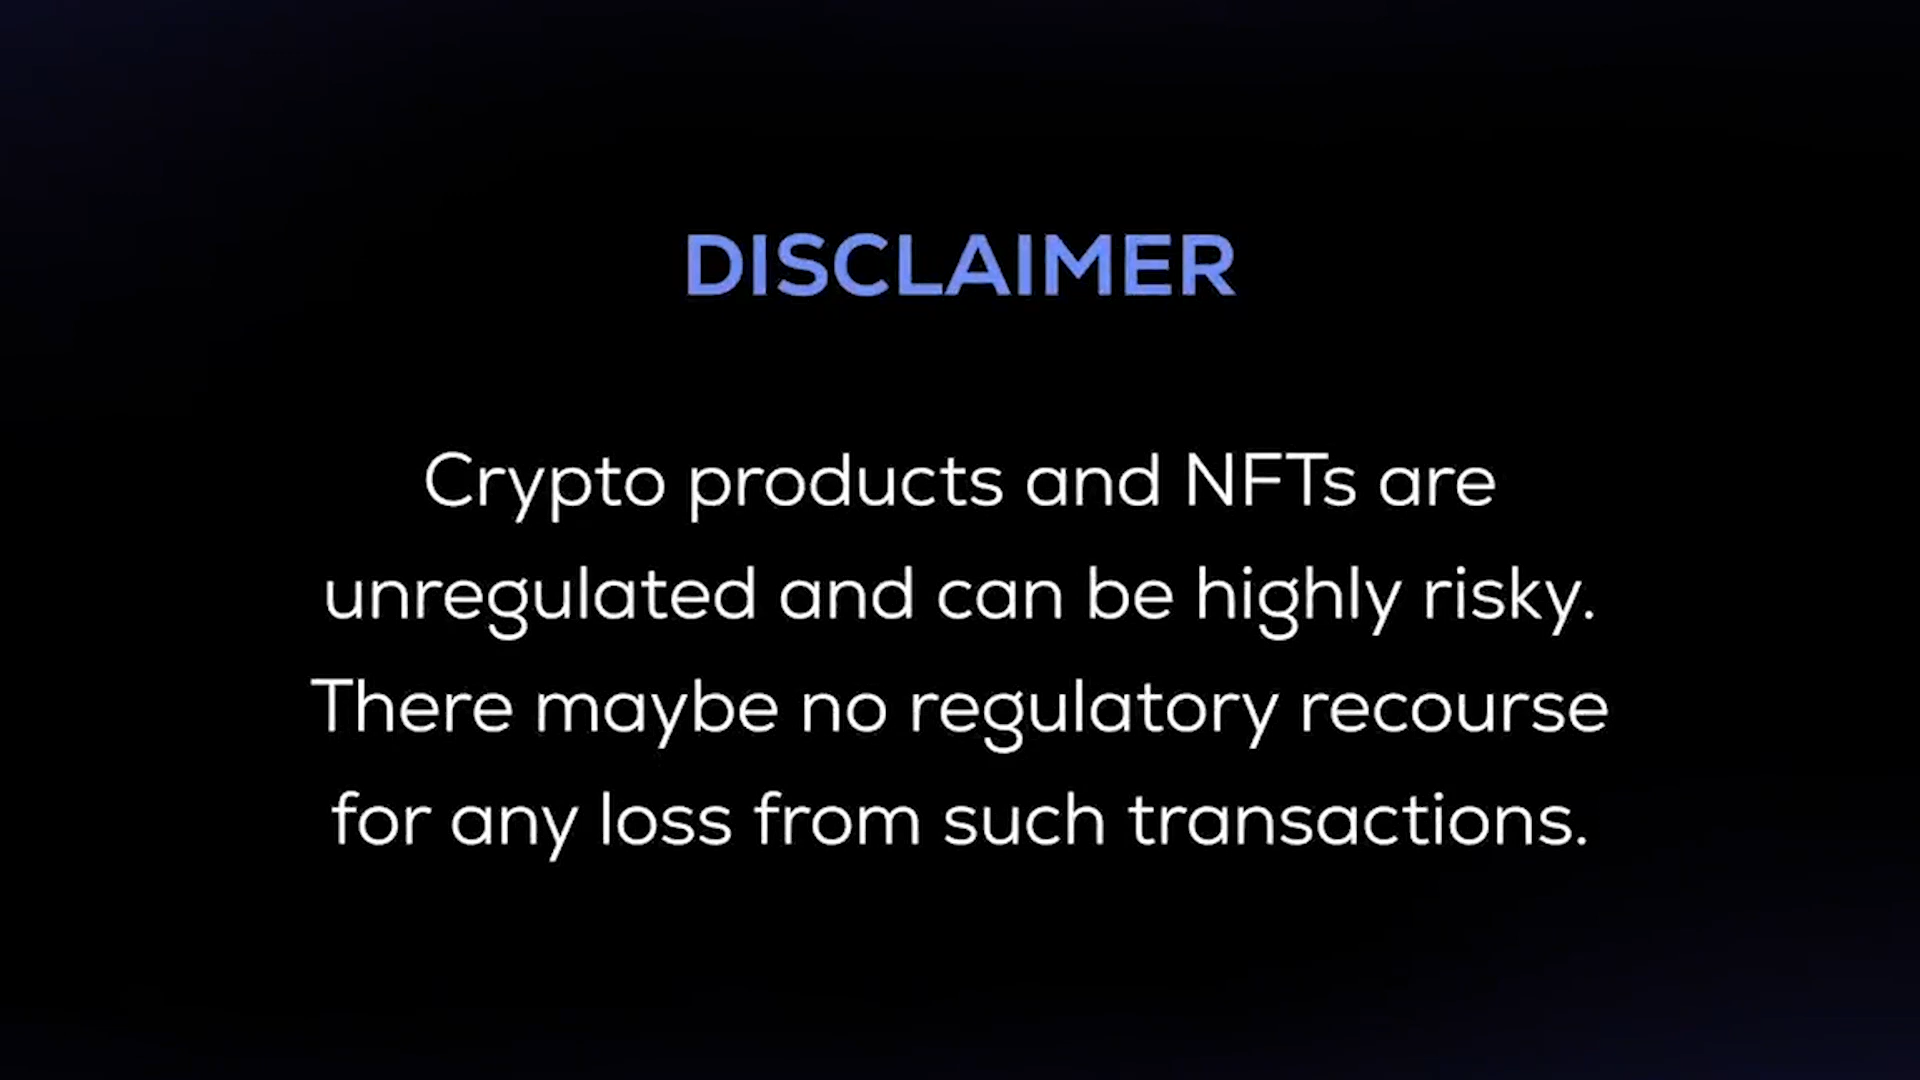 DISCLAIMER
Crypto products and NFTs are
unregulated and can be highly risky.
There maybe no regulatory recourse
for any loss from such transactions.